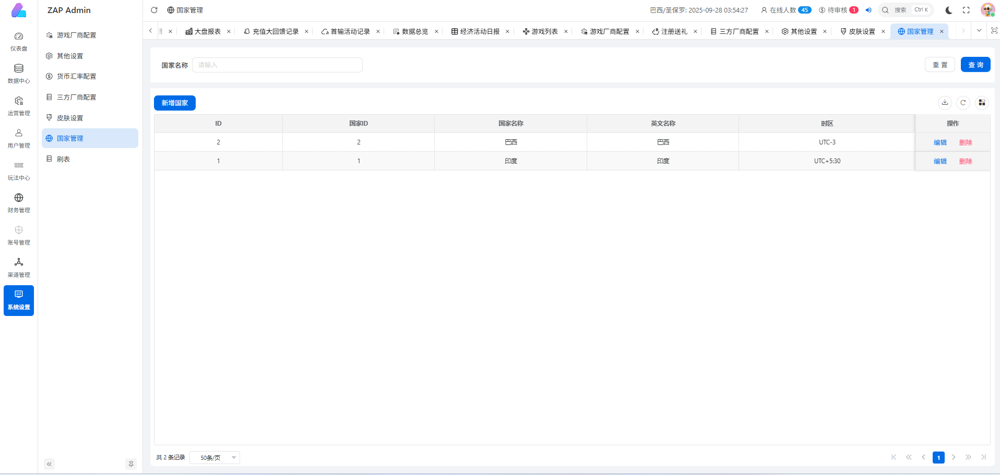 ZAP Admin
国家管理
巴西/圣保罗: 2025-09-28 03:54:27
在线人数 45
待审核 1
搜索 Ctrl K
大盘报表
充值大回馈记录
首输活动记录
数据总览
经济活动日报
游戏列表
游戏厂商配置
注册送礼
三方厂商配置
其他设置
皮肤设置
国家管理
仪表盘
数据中心
运营管理
用户管理
玩法中心
财务管理
账号管理
渠道管理
系统设置
游戏厂商配置
其他设置
货币汇率配置
三方厂商配置
皮肤设置
国家管理
刷表
国家名称 请输入 重 置 查 询
新增国家
ID 国家ID 国家名称 英文名称 时区 操作
2 2 巴西 巴西 UTC-3 编辑 删除
1 1 印度 印度 UTC+5:30 编辑 删除
共 2 条记录 50条/页 1